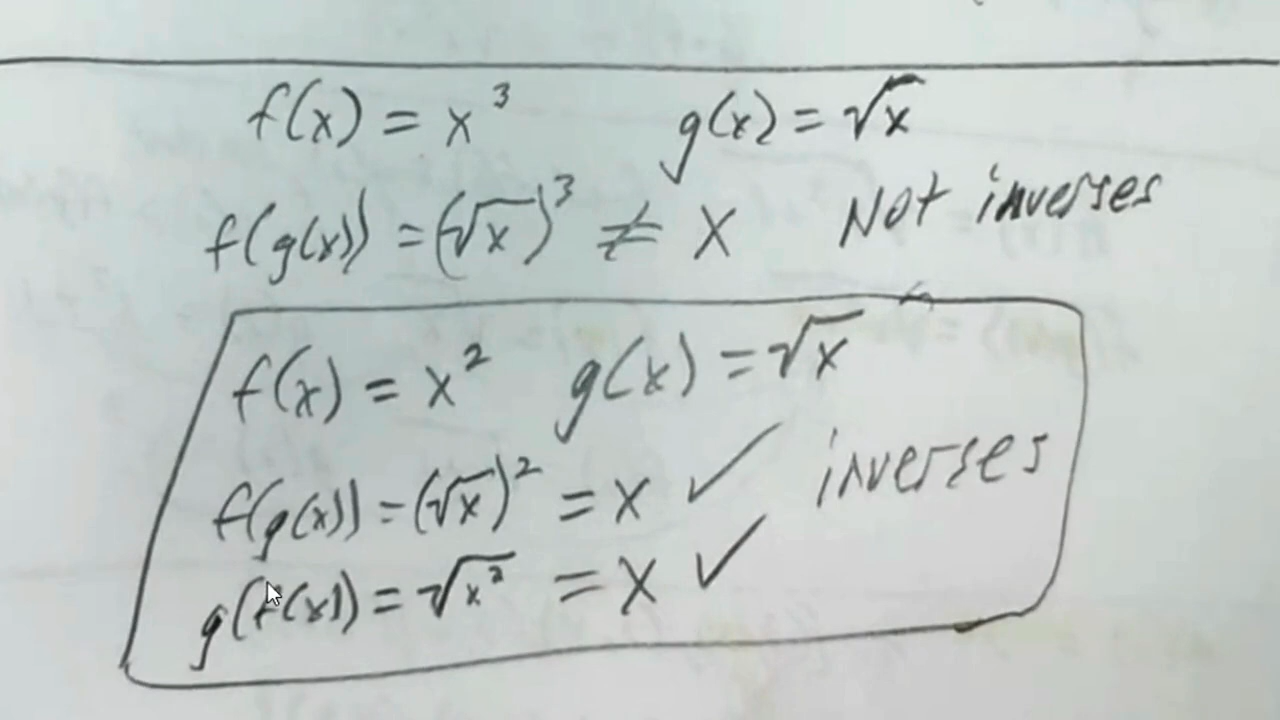 f(x) = x³ g(x) = √x
f(g(x)) = (√x)³ ≠ x Not inverses
f(x) = x² g(x) = √x
f(g(x)) = (√x)² = x ✓ inverses
g(f(x)) = √x² = x ✓